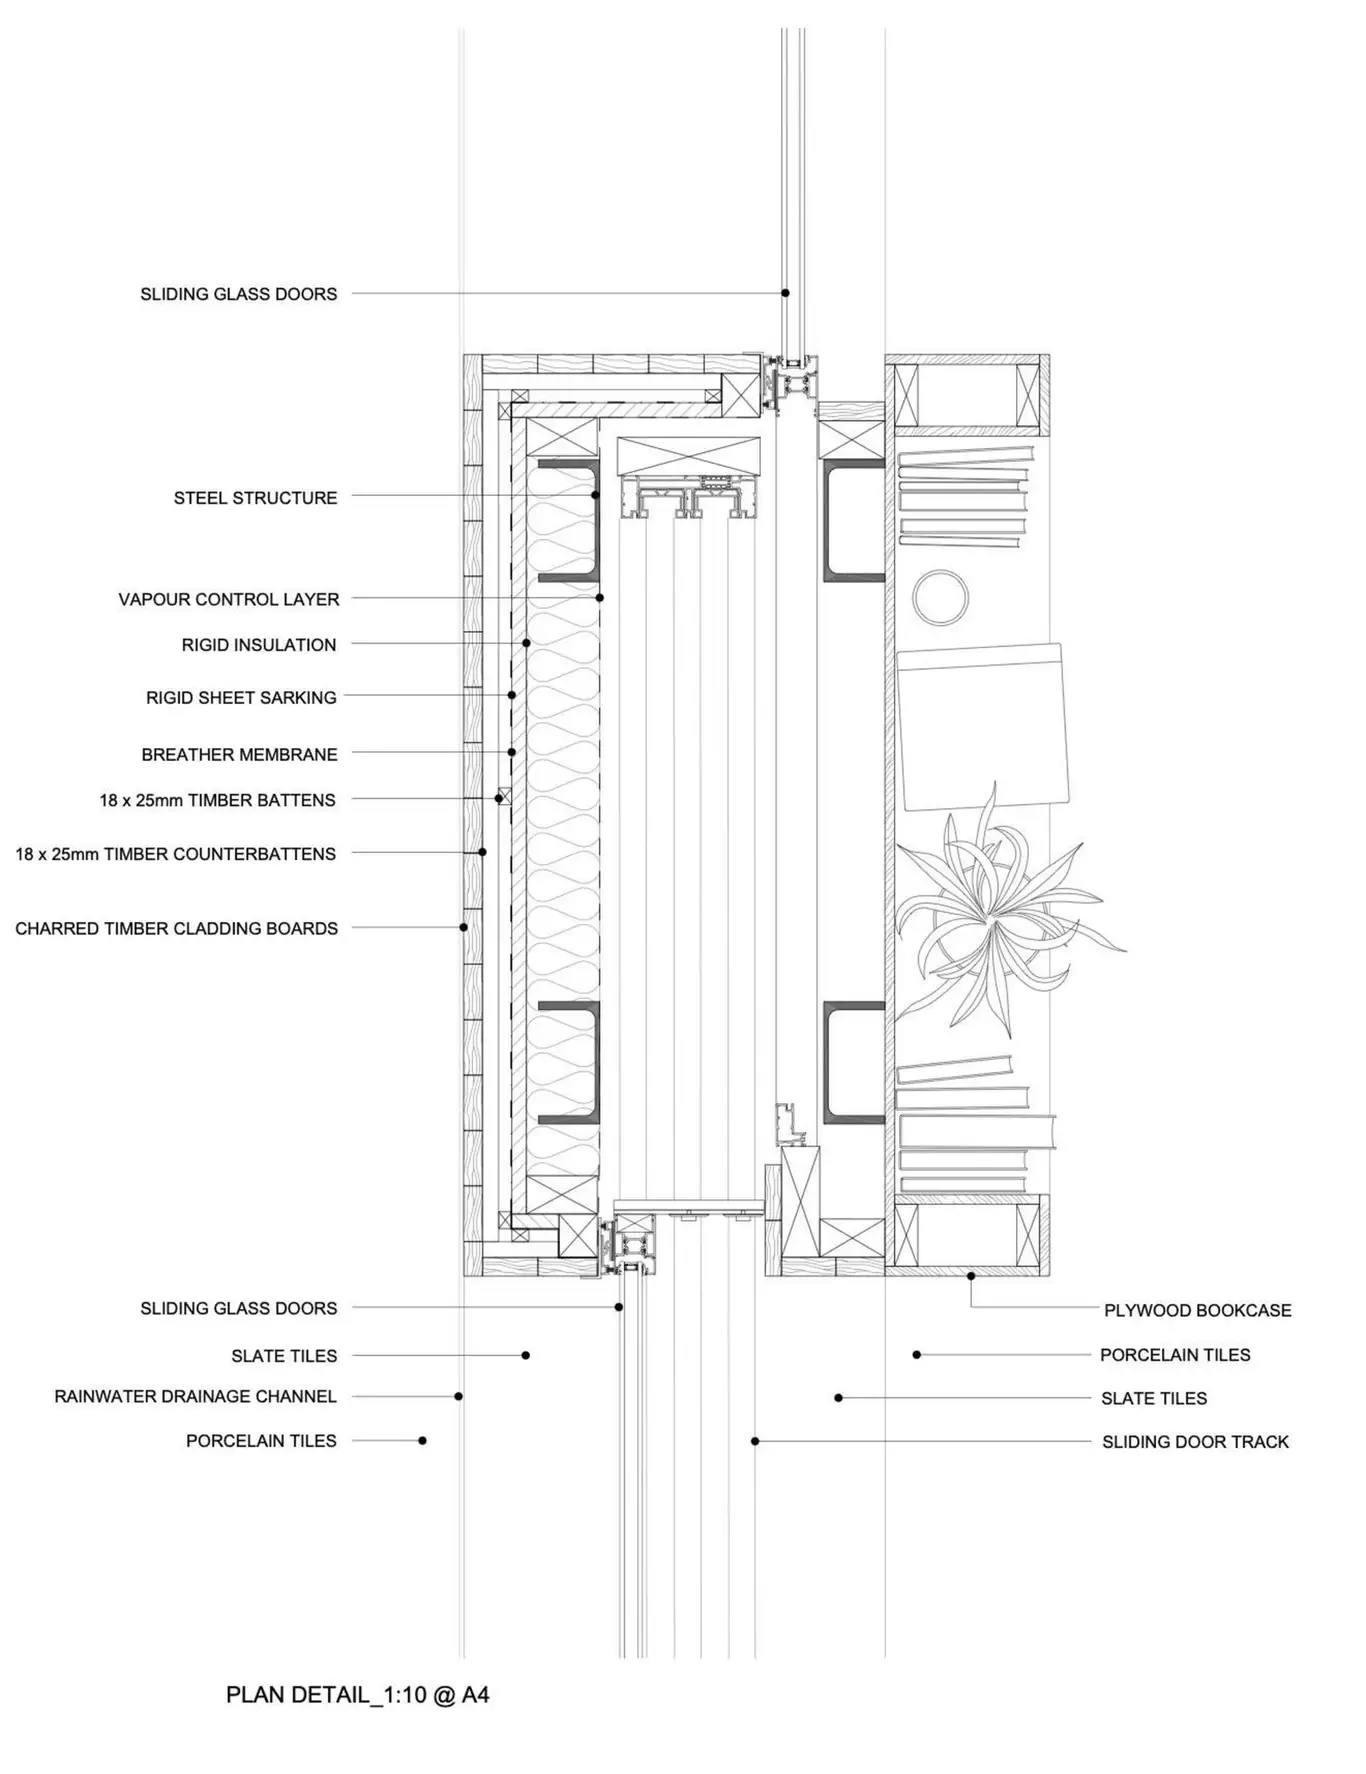 SLIDING GLASS DOORS
STEEL STRUCTURE
VAPOUR CONTROL LAYER
RIGID INSULATION
RIGID SHEET SARKING
BREATHER MEMBRANE
18 x 25mm TIMBER BATTENS
18 x 25mm TIMBER COUNTERBATTENS
CHARRED TIMBER CLADDING BOARDS
SLIDING GLASS DOORS
SLATE TILES
RAINWATER DRAINAGE CHANNEL
PORCELAIN TILES
PLYWOOD BOOKCASE
PORCELAIN TILES
SLATE TILES
SLIDING DOOR TRACK
PLAN DETAIL_1:10 @ A4